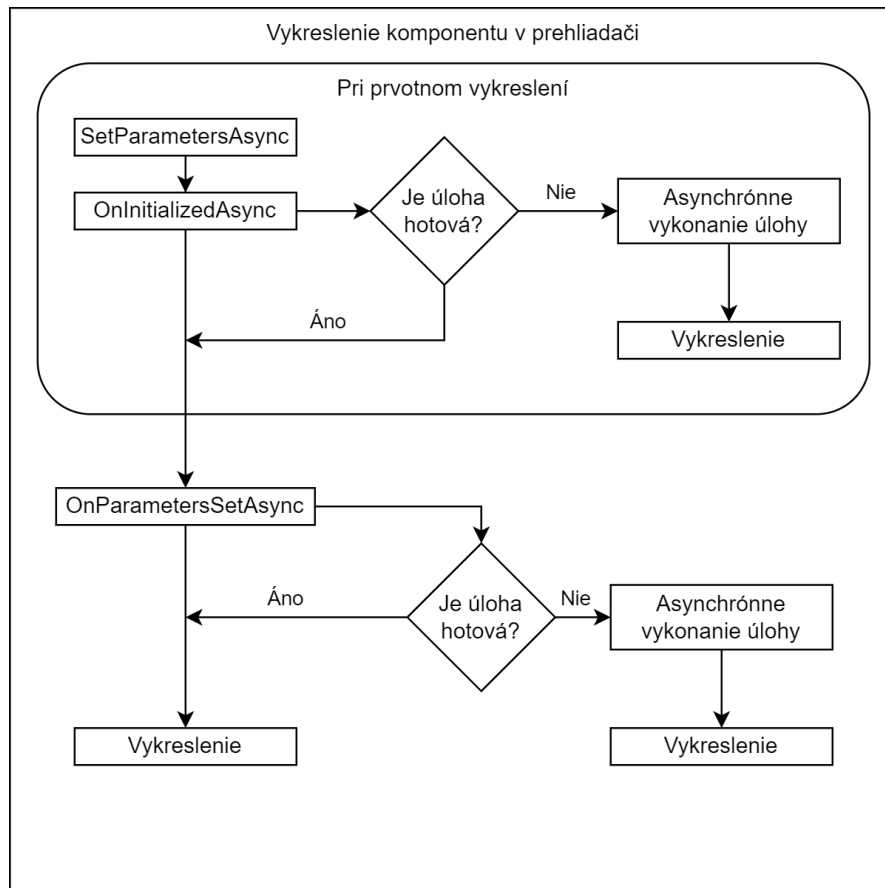 Vykreslenie komponentu v prehliadači
Pri prvotnom vykreslení
SetParametersAsync
OnInitializedAsync
Je úloha
hotová?
Nie
Asynchrónne
vykonanie úlohy
Áno
Vykreslenie
OnParametersSetAsync
Áno
Je úloha
hotová?
Nie
Asynchrónne
vykonanie úlohy
Vykreslenie
Vykreslenie